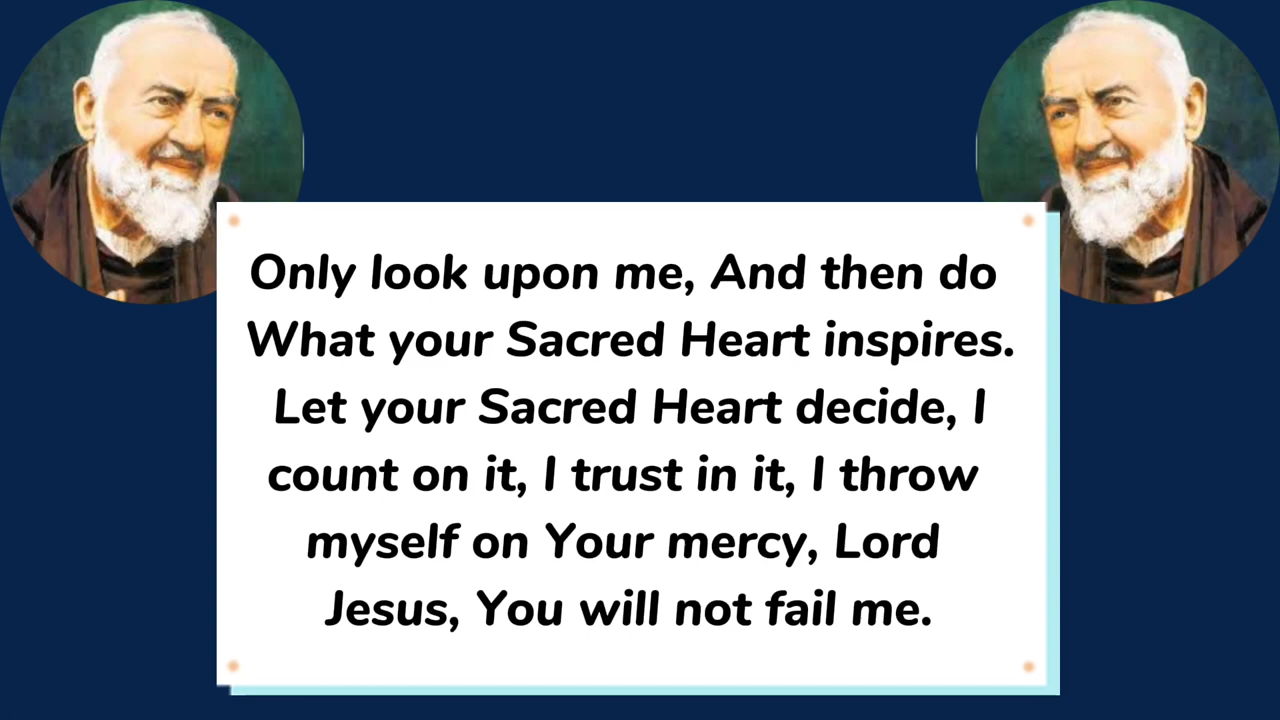 Only look upon me, And then do
What your Sacred Heart inspires.
Let your Sacred Heart decide, I
count on it, I trust in it, I throw
myself on Your mercy, Lord
Jesus, You will not fail me.